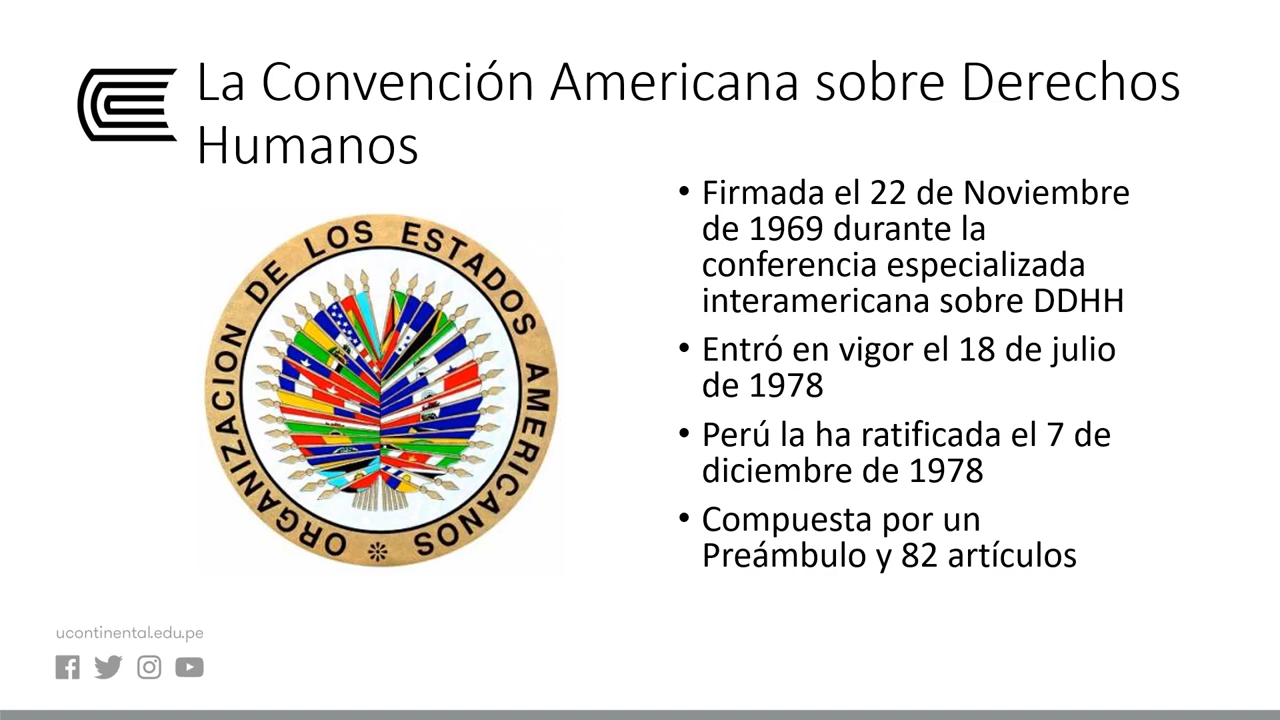 La Convención Americana sobre Derechos
Humanos
ORGANIZACION DE LOS ESTADOS AMERICANOS
• Firmada el 22 de Noviembre
de 1969 durante la
conferencia especializada
interamericana sobre DDHH
• Entró en vigor el 18 de julio
de 1978
• Perú la ha ratificada el 7 de
diciembre de 1978
• Compuesta por un
Preámbulo y 82 artículos
ucontinental.edu.pe